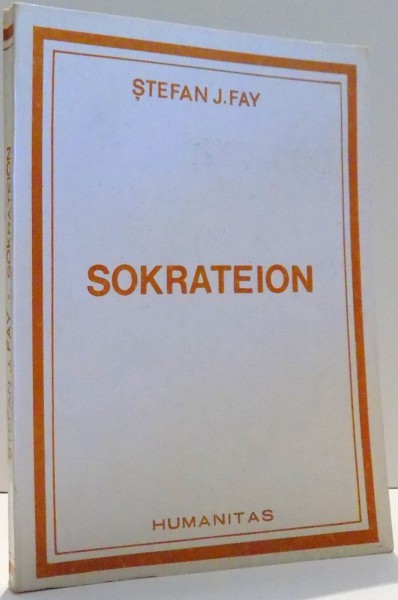 ȘTEFAN J. FAY
SOKRATEION
HUMANITAS
ȘTEFAN J. FAY • SOKRATEION